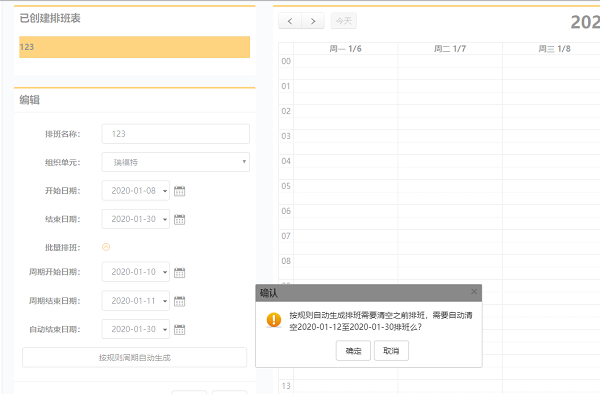 已创建排班表
123
编辑
排班名称: 123
组织单元: 瑞模特
开始日期: 2020-01-08
结束日期: 2020-01-30
批量排班:
周期开始日期: 2020-01-10
周期结束日期: 2020-01-11
自动结束日期: 2020-01-30
按规则周期自动生成
今天
202
周一 1/6 周二 1/7 周三 1/8
00
01
02
03
04
05
06
07
08
确认
按规则自动生成排班需要清空之前排班，需要自动清
空2020-01-12至2020-01-30排班么?
确定 取消
13